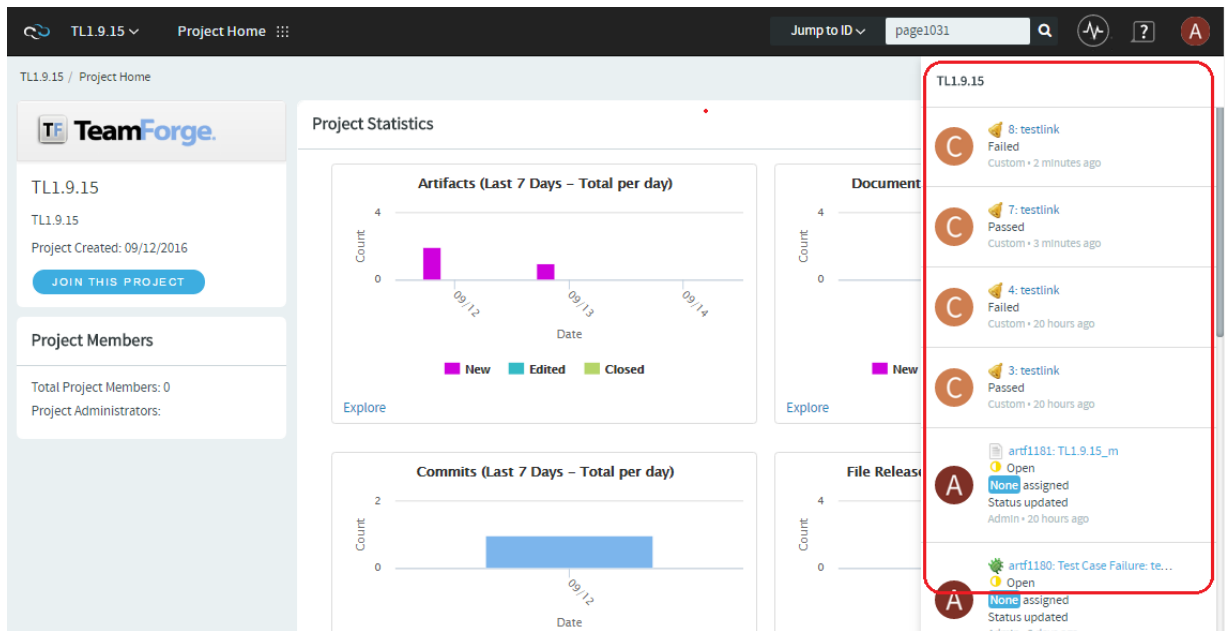 TL1.9.15
Project Home
Jump to ID
page1031
?
A
TL1.9.15 / Project Home
TF TeamForge.
TL1.9.15
TL1.9.15
Project Created: 09/12/2016
JOIN THIS PROJECT
Project Members
Total Project Members: 0
Project Administrators:
Project Statistics
Artifacts (Last 7 Days – Total per day)
4
Count
0
09/12
09/13
09/14
Date
New
Edited
Closed
Explore
Document
4
Count
0
New
Explore
Commits (Last 7 Days – Total per day)
2
Count
0
09/12
Date
File Release
4
Count
0
TL1.9.15
C
8: testlink
Failed
Custom • 2 minutes ago
C
7: testlink
Passed
Custom • 3 minutes ago
C
4: testlink
Failed
Custom • 20 hours ago
C
3: testlink
Passed
Custom • 20 hours ago
A
artf1181: TL1.9.15_m
Open
None assigned
Status updated
Admin • 20 hours ago
A
artf1180: Test Case Failure: te...
Open
None assigned
Status updated